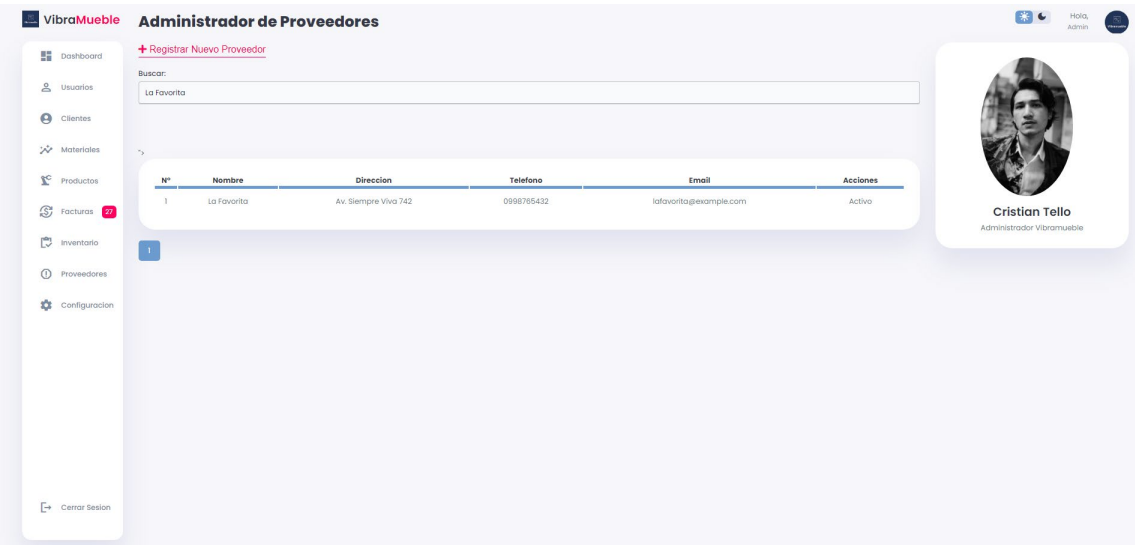 VibraMueble
Administrador de Proveedores
Hola,
Admin
Dashboard
Usuarios
Clientes
Materiales
Productos
Facturas 27
Inventario
Proveedores
Configuracion
Cerrar Sesion
+ Registrar Nuevo Proveedor
Buscar:
La Favorita
">
Nº Nombre Direccion Telefono Email Acciones
1 La Favorita Av. Siempre Viva 742 0998765432 lafavorita@example.com Activo
1
Cristian Tello
Administrador Vibramueble